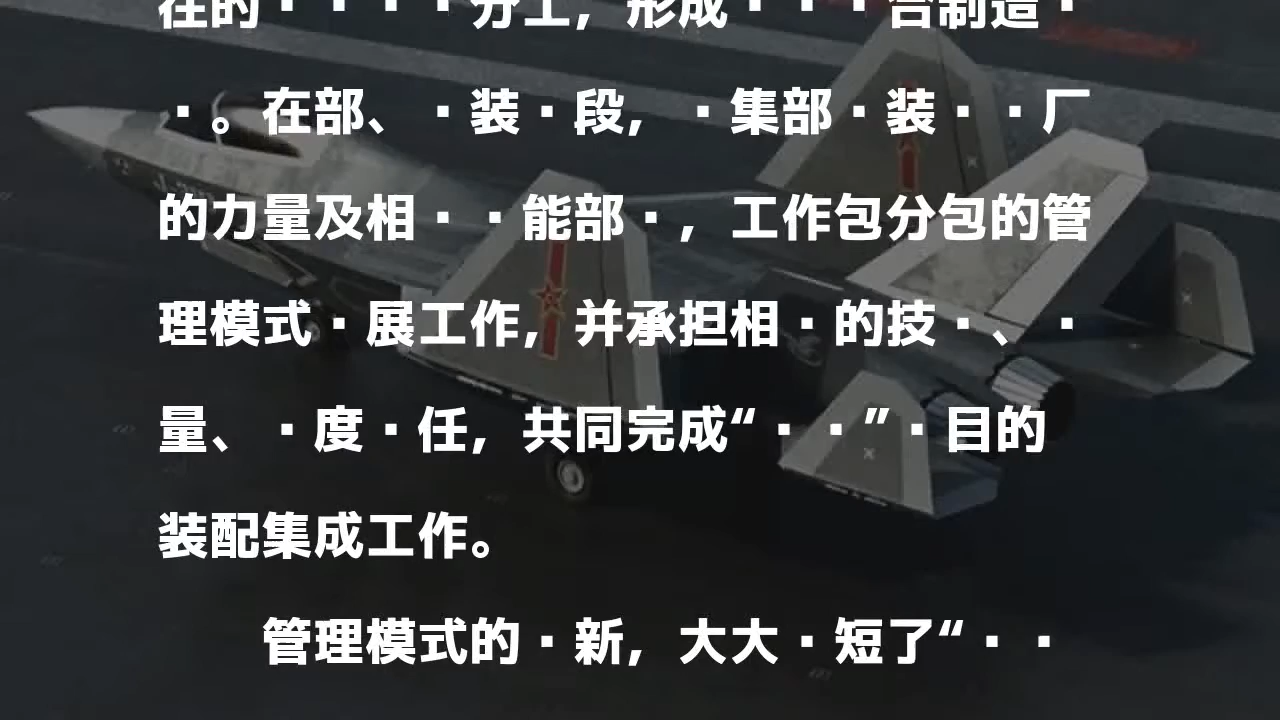 在的····分工，形成···合制造·
·。在部、·装·段，·集部·装··厂
的力量及相··能部·，工作包分包的管
理模式·展工作，并承担相·的技·、·
量、·度·任，共同完成“··”·目的
装配集成工作。
管理模式的·新，大大·短了“··